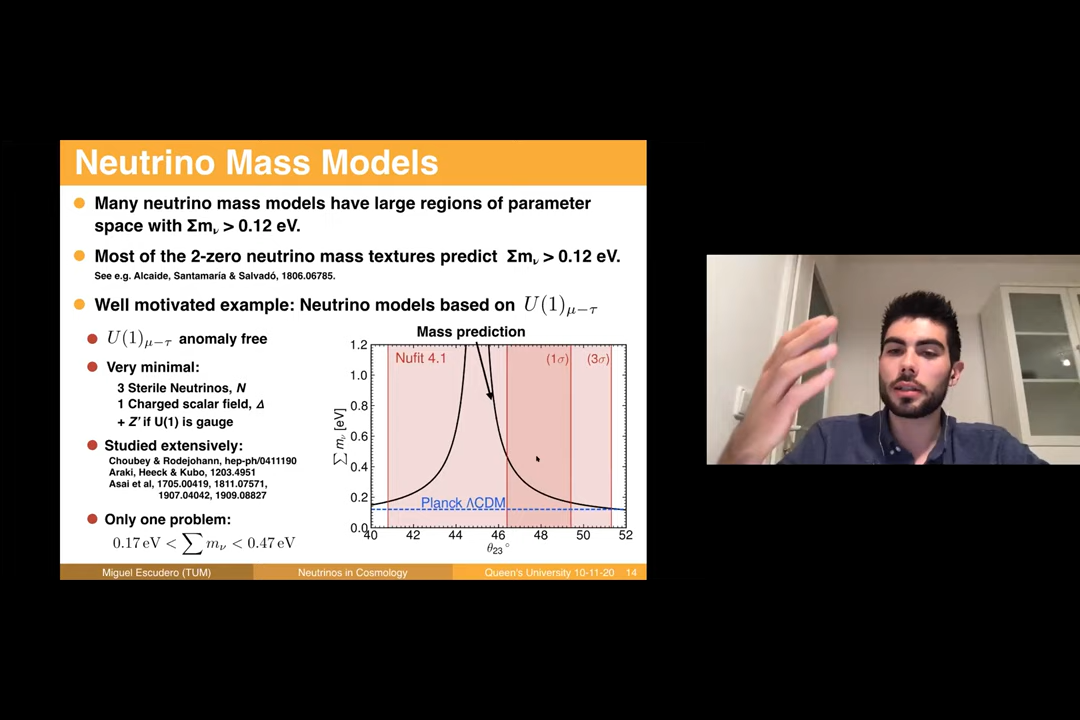 Neutrino Mass Models
Many neutrino mass models have large regions of parameter
space with Σmν > 0.12 eV.
Most of the 2-zero neutrino mass textures predict Σmν > 0.12 eV.
See e.g. Alcaide, Santamaría & Salvadó, 1806.06785.
Well motivated example: Neutrino models based on U(1)μ−τ
U(1)μ−τ anomaly free
Very minimal:
3 Sterile Neutrinos, N
1 Charged scalar field, Δ
+ Z' if U(1) is gauge
Studied extensively:
Choubey & Rodejohann, hep-ph/0411190
Araki, Heeck & Kubo, 1203.4951
Asai et al, 1705.00419, 1811.07571,
1907.04042, 1909.08827
Only one problem:
0.17 eV < ∑ mν < 0.47 eV
Mass prediction
Nufit 4.1 (1σ) (3σ)
1.2
1.0
0.8
0.6
0.4
0.2
0.0
∑ mν [eV]
Planck ΛCDM
40 42 44 46 48 50 52
θ23°
Miguel Escudero (TUM) Neutrinos in Cosmology Queen's University 10-11-20 14